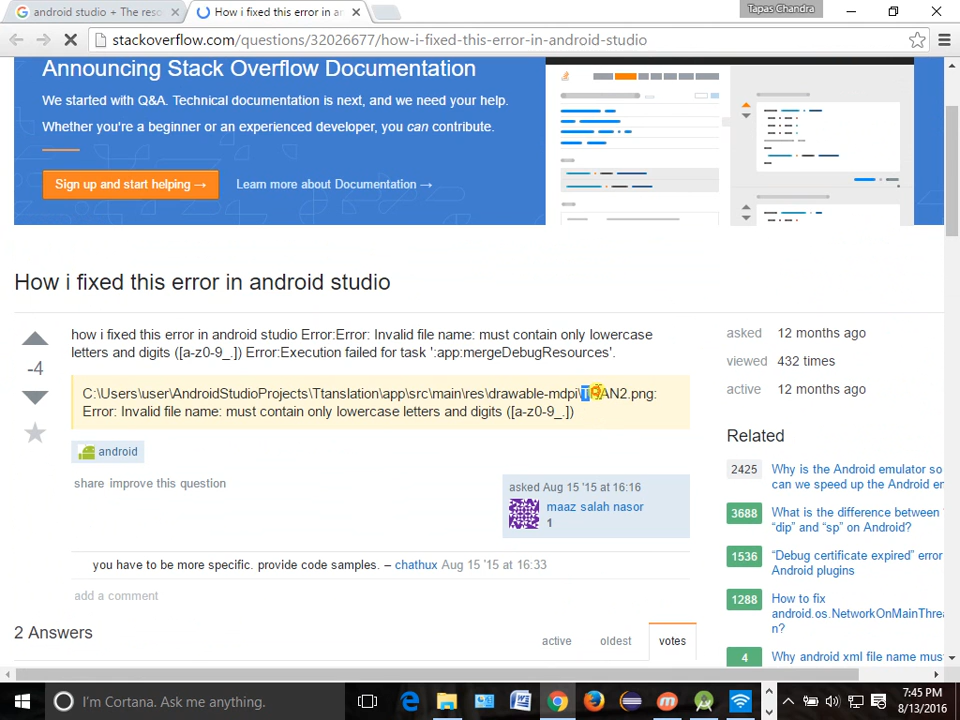 android studio + The reso
How i fixed this error in an
Tapas Chandra
stackoverflow.com/questions/32026677/how-i-fixed-this-error-in-android-studio
Announcing Stack Overflow Documentation
We started with Q&A. Technical documentation is next, and we need your help.
Whether you're a beginner or an experienced developer, you can contribute.
Sign up and start helping →
Learn more about Documentation →
How i fixed this error in android studio
how i fixed this error in android studio Error:Error: Invalid file name: must contain only lowercase
letters and digits ([a-z0-9_.]) Error:Execution failed for task ':app:mergeDebugResources'.
-4
C:\Users\user\AndroidStudioProjects\Ttanslation\app\src\main\res\drawable-mdpi\TRAN2.png:
Error: Invalid file name: must contain only lowercase letters and digits ([a-z0-9_.])
android
share improve this question
asked Aug 15 '15 at 16:16
maaz salah nasor
1
you have to be more specific. provide code samples. – chathux Aug 15 '15 at 16:33
add a comment
2 Answers
active
oldest
votes
asked 12 months ago
viewed 432 times
active 12 months ago
Related
2425 Why is the Android emulator so
can we speed up the Android en
3688 What is the difference between
"dip" and "sp" on Android?
1536 "Debug certificate expired" error
Android plugins
1288 How to fix
android.os.NetworkOnMainThrea
n?
4 Why android xml file name mus
I'm Cortana. Ask me anything.
7:45 PM
8/13/2016